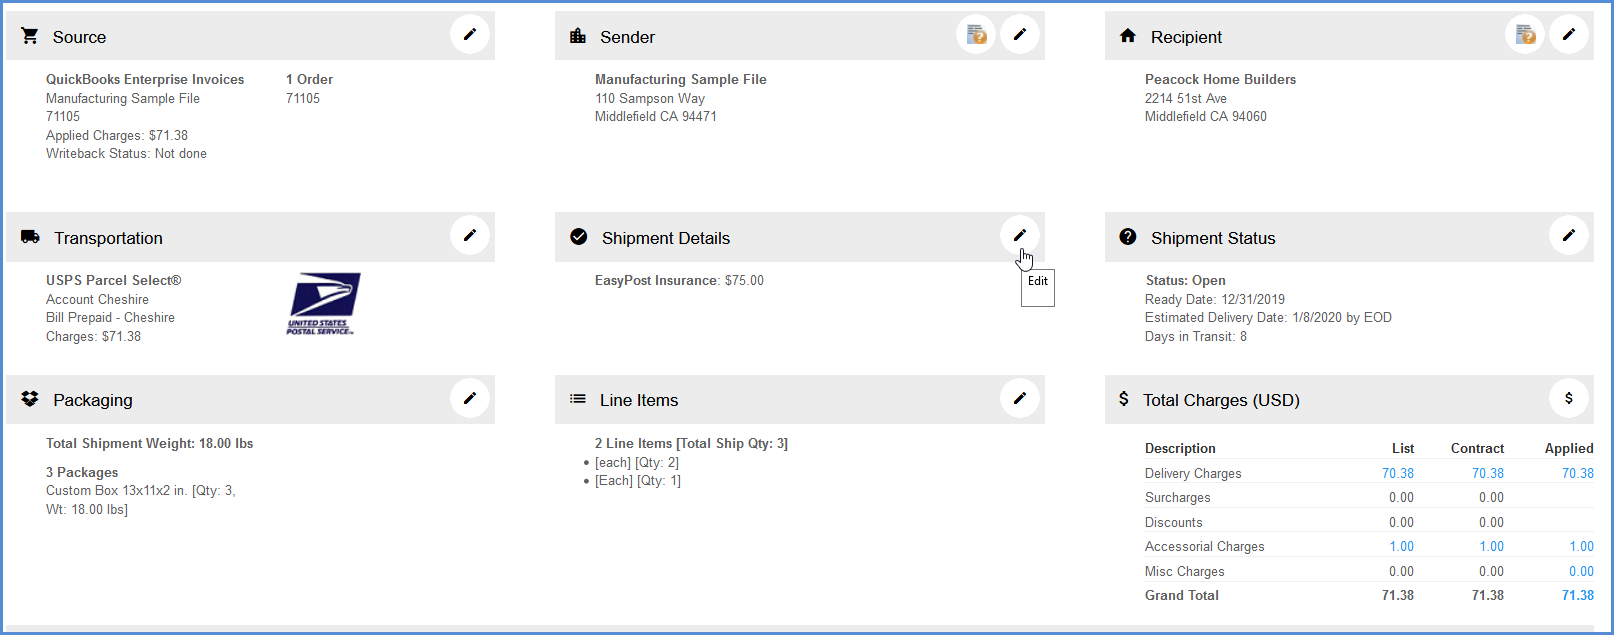 Source
QuickBooks Enterprise Invoices
Manufacturing Sample File
71105
Applied Charges: $71.38
Writeback Status: Not done
1 Order
71105
Sender
Manufacturing Sample File
110 Sampson Way
Middlefield CA 94471
Recipient
Peacock Home Builders
2214 51st Ave
Middlefield CA 94060
Transportation
USPS Parcel Select®
Account Cheshire
Bill Prepaid - Cheshire
Charges: $71.38
UNITED STATES
POSTAL SERVICE™
Shipment Details
EasyPost Insurance: $75.00
Edit
Shipment Status
Status: Open
Ready Date: 12/31/2019
Estimated Delivery Date: 1/8/2020 by EOD
Days in Transit: 8
Packaging
Total Shipment Weight: 18.00 lbs
3 Packages
Custom Box 13x11x2 in. [Qty: 3,
Wt: 18.00 lbs]
Line Items
2 Line Items [Total Ship Qty: 3]
• [each] [Qty: 2]
• [Each] [Qty: 1]
$ Total Charges (USD) $
Description List Contract Applied
Delivery Charges 70.38 70.38 70.38
Surcharges 0.00 0.00
Discounts 0.00 0.00
Accessorial Charges 1.00 1.00 1.00
Misc Charges 0.00 0.00 0.00
Grand Total 71.38 71.38 71.38